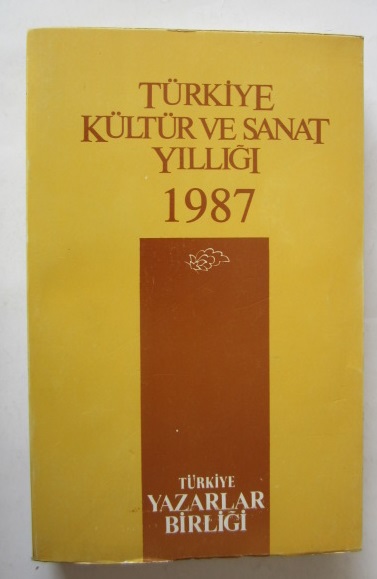 TÜRKİYE
KÜLTÜR VE SANAT
YILLIĞI
1987
TÜRKİYE
YAZARLAR
BİRLİĞİ